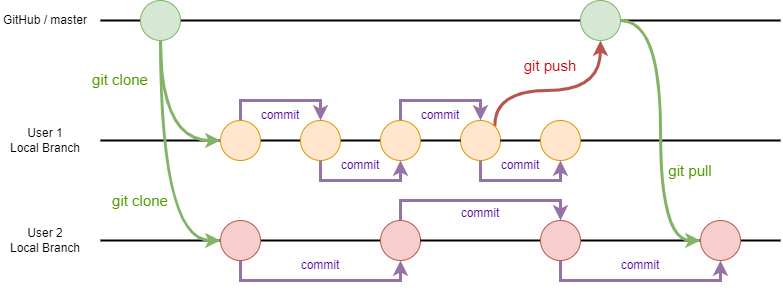 GitHub / master
git clone
git push
User 1
Local Branch
commit
commit
commit
commit
git pull
git clone
User 2
Local Branch
commit
commit
commit